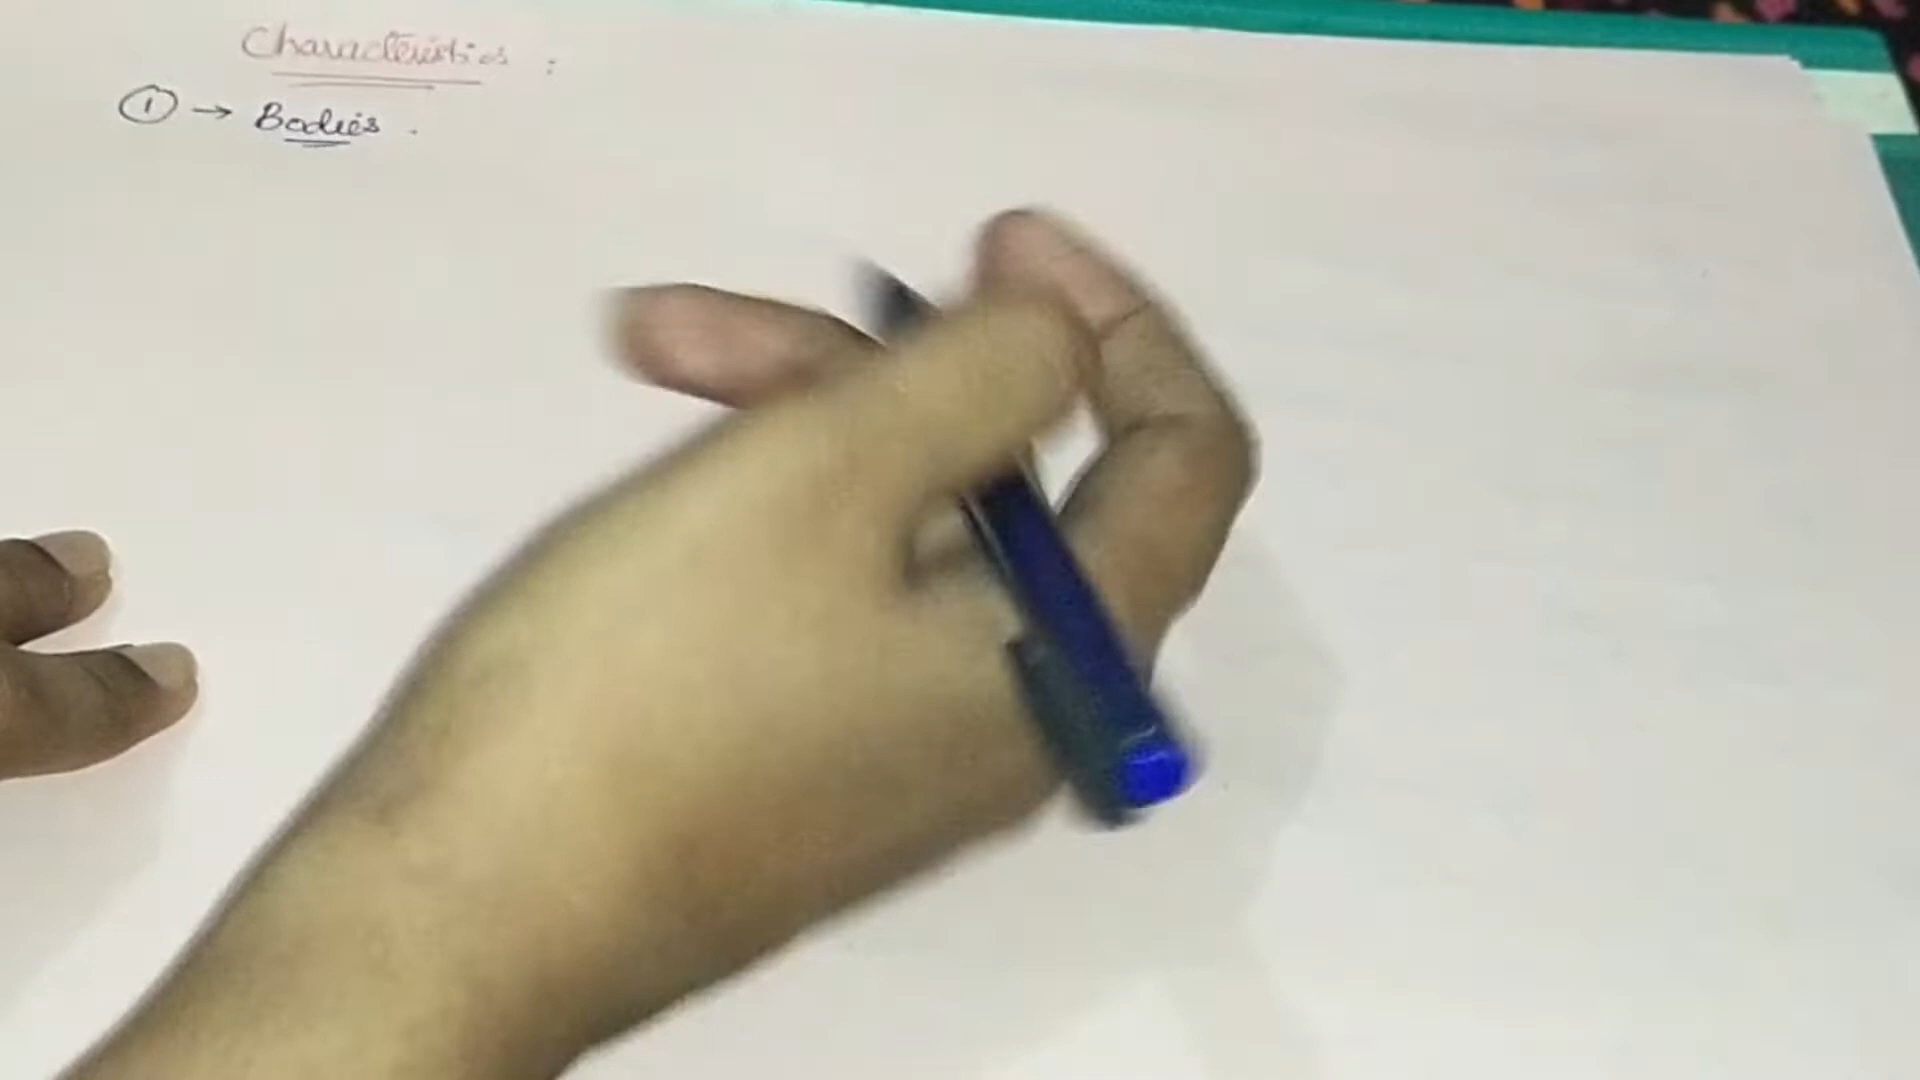 Characteristics :
① → Bodies .